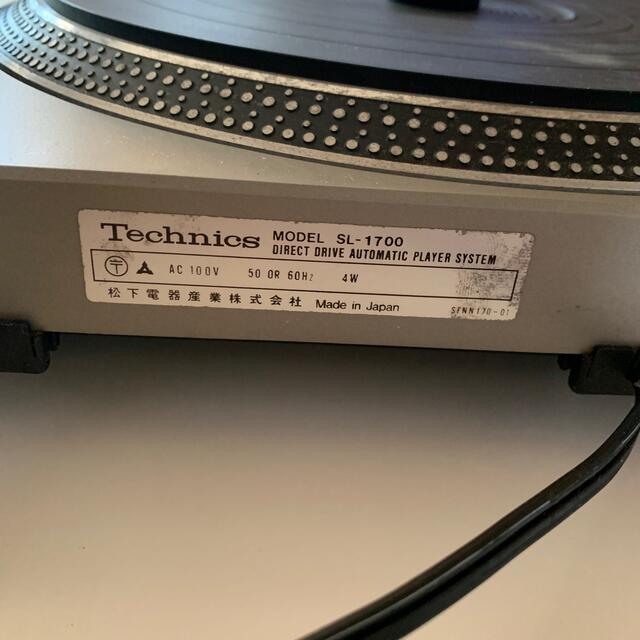 Technics MODEL SL-1700
DIRECT DRIVE AUTOMATIC PLAYER SYSTEM
〒 AC 100V 50 OR 60Hz 4W
松下電器産業株式会社 Made in Japan SFNN170-01